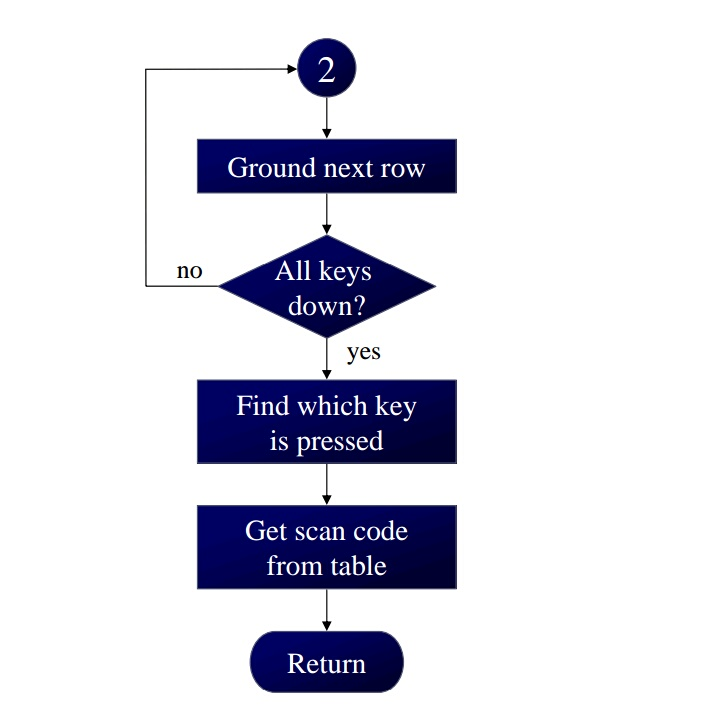 2
Ground next row
All keys
down?
no
yes
Find which key
is pressed
Get scan code
from table
Return